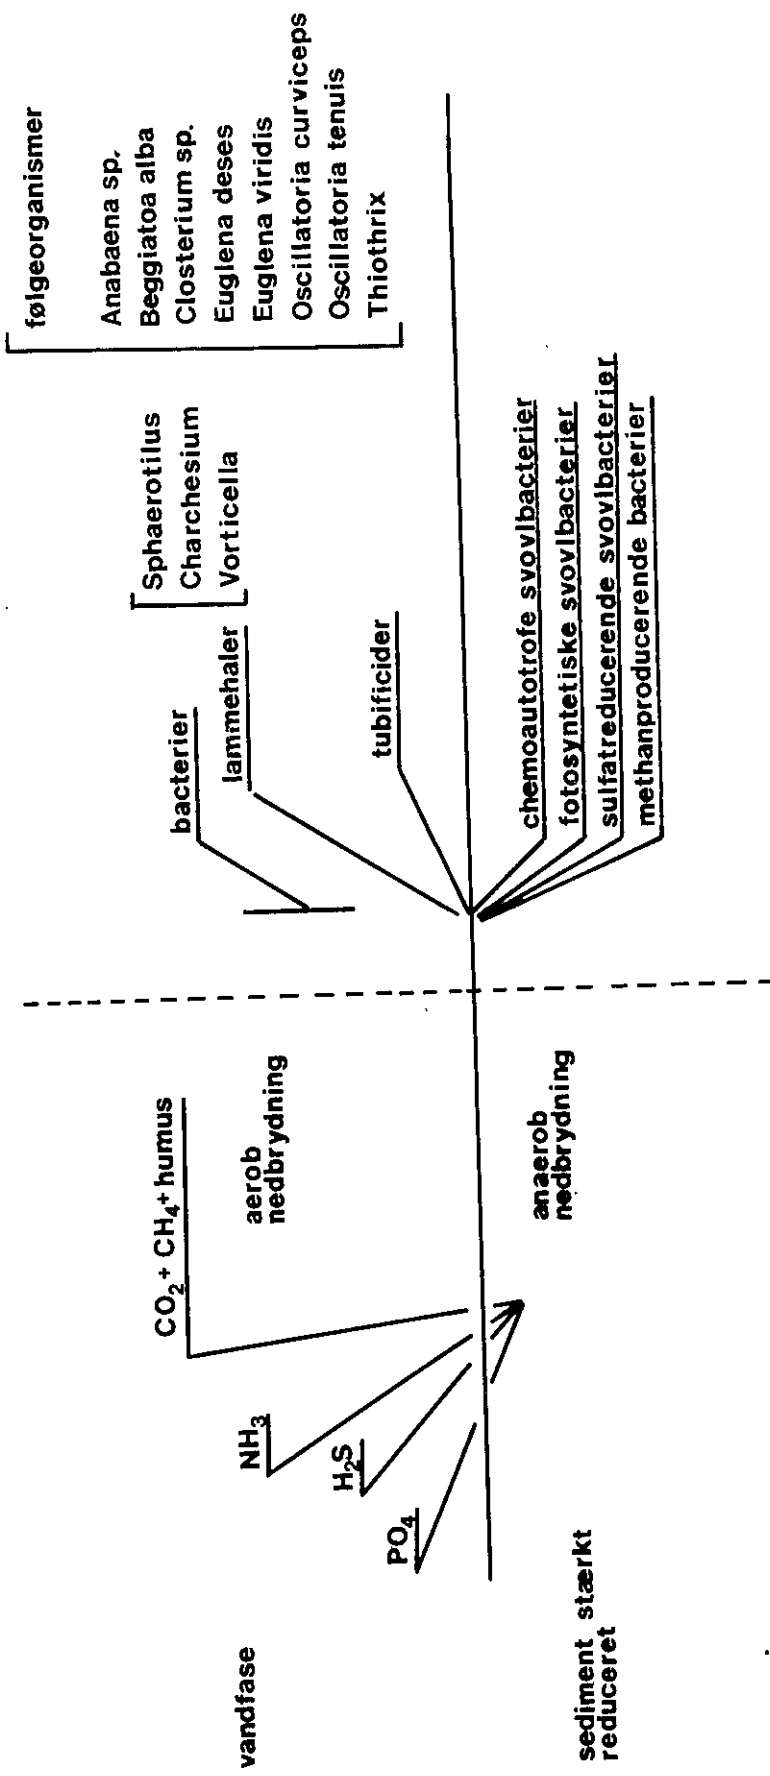 vandfase
sediment stærkt
reduceret
PO4
H2S
NH3
CO2 + CH4 + humus
aerob
nedbrydning
anaerob
nedbrydning
bacterier
lammehaler
Sphaerotilus
Charchesium
Vorticella
tubificider
chemoautotrofe svovlbacterier
fotosyntetiske svovlbacterier
sulfatreducerende svovlbacterier
methanproducerende bacterier
følgeorganismer
Anabaena sp.
Beggiatoa alba
Closterium sp.
Euglena deses
Euglena viridis
Oscillatoria curviceps
Oscillatoria tenuis
Thiothrix